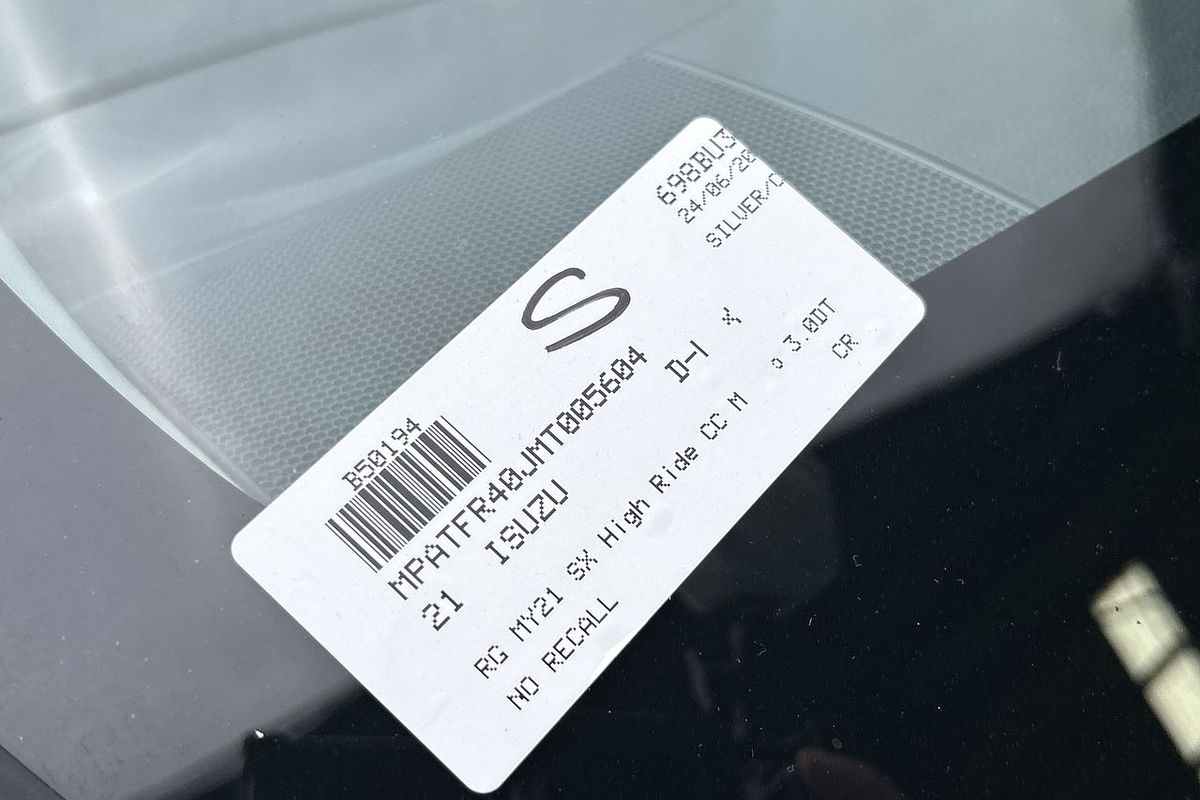 698BU3
24/06/20
SILVER/C
S
B50194
MPATFR40JMT005604
21 ISUZU D-
RG MY21 SX High Ride CC M o 3.0DT
NO RECALL CR